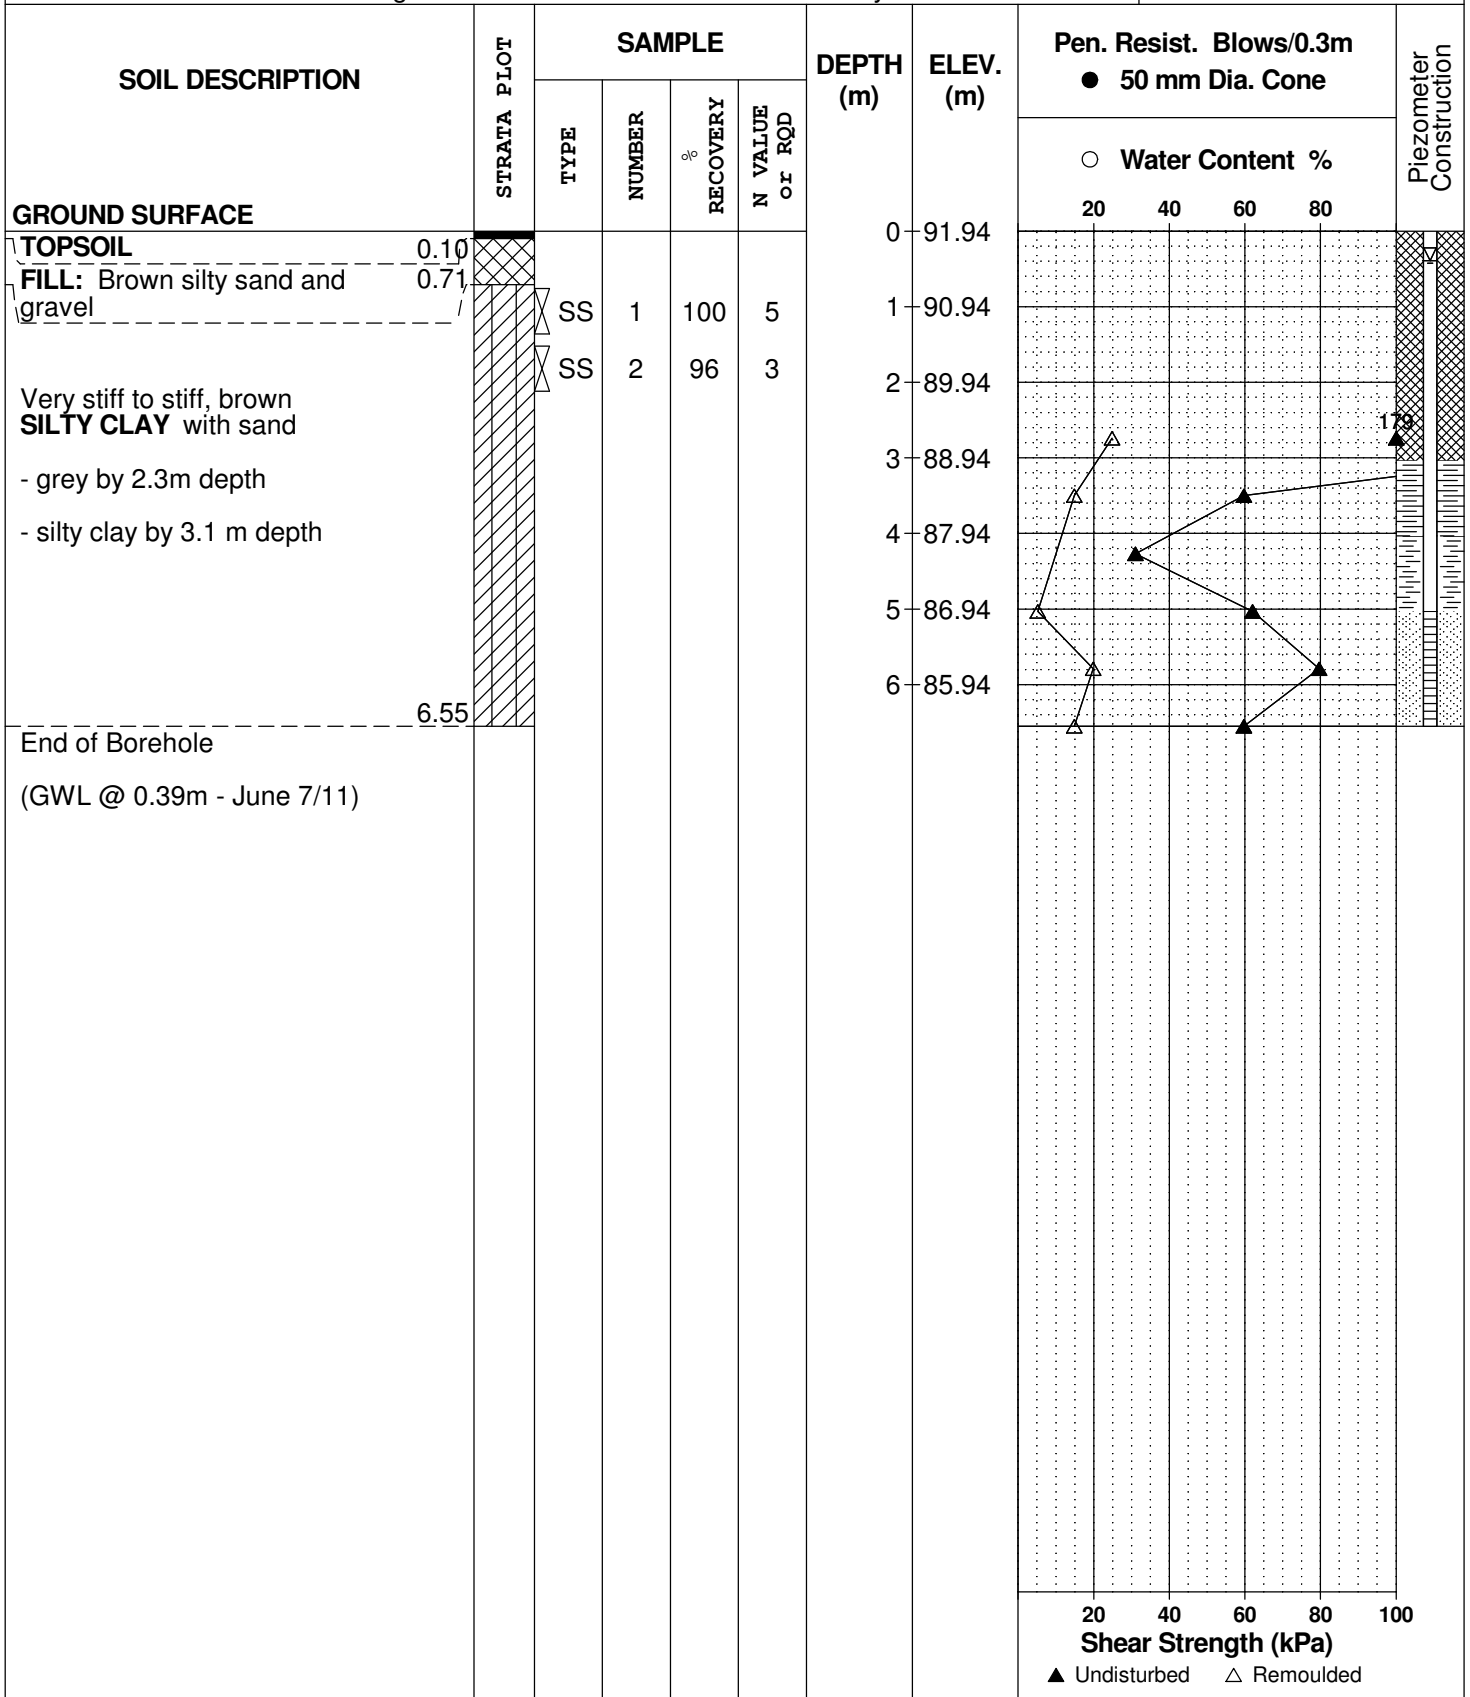 SOIL DESCRIPTION
STRATA PLOT
SAMPLE
TYPE
NUMBER
%
RECOVERY
N VALUE
or RQD
DEPTH
(m)
ELEV.
(m)
Pen. Resist. Blows/0.3m
● 50 mm Dia. Cone
○ Water Content %
20 40 60 80
Piezometer
Construction
GROUND SURFACE
0 91.94
TOPSOIL 0.10
FILL: Brown silty sand and 0.71
gravel
SS 1 100 5
1 90.94
SS 2 96 3
2 89.94
Very stiff to stiff, brown
SILTY CLAY with sand
179
3 88.94
- grey by 2.3m depth
- silty clay by 3.1 m depth
4 87.94
5 86.94
6 85.94
6.55
End of Borehole
(GWL @ 0.39m - June 7/11)
20 40 60 80 100
Shear Strength (kPa)
▲ Undisturbed △ Remoulded